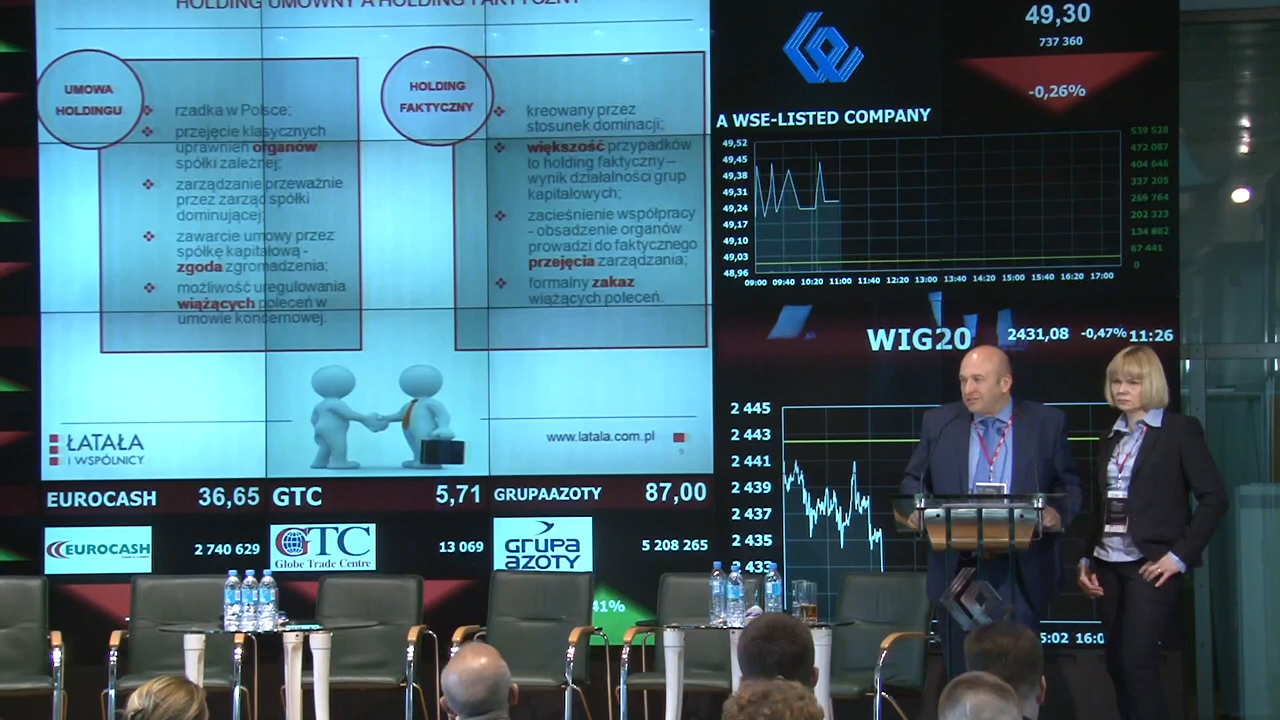 HOLDING UMOWNY A HOLDING FAKTYCZNY
UMOWA
HOLDINGU
rzadka w Polsce;
przejęcie klasycznych
uprawnień organów
spółki zależnej;
zarządzanie przeważnie
przez zarząd spółki
dominującej;
zawarcie umowy przez
spółkę kapitałową -
zgoda zgromadzenia;
możliwość uregulowania
wiążących poleceń w
umowie koncernowej.
HOLDING
FAKTYCZNY
kreowany przez
stosunek dominacji;
większość przypadków
to holding faktyczny –
wynik działalności grup
kapitałowych;
zacieśnienie współpracy
- obsadzenie organów
prowadzi do faktycznego
przejęcia zarządzania;
formalny zakaz
wiążących poleceń.
ŁATAŁA
I WSPÓLNICY
www.latala.com.pl
9
EUROCASH 36,65
GTC 5,71
GRUPAAZOTY 87,00
EUROCASH
2 740 629
GTC
Globe Trade Centre
13 069
GRUPA
AZOTY
5 208 265
41%
49,30
737 360
-0,26%
A WSE-LISTED COMPANY
49,52
49,45
49,38
49,31
49,24
49,17
49,10
49,03
48,96
539 528
472 087
404 646
337 205
269 764
202 323
134 882
67 441
0
09:00 09:40 10:20 11:00 11:40 12:20 13:00 13:40 14:20 15:00 15:40 16:20 17:00
WIG20 2431,08 -0,47% 11:26
2 445
2 443
2 441
2 439
2 437
2 435
2 433
5:02 16:0